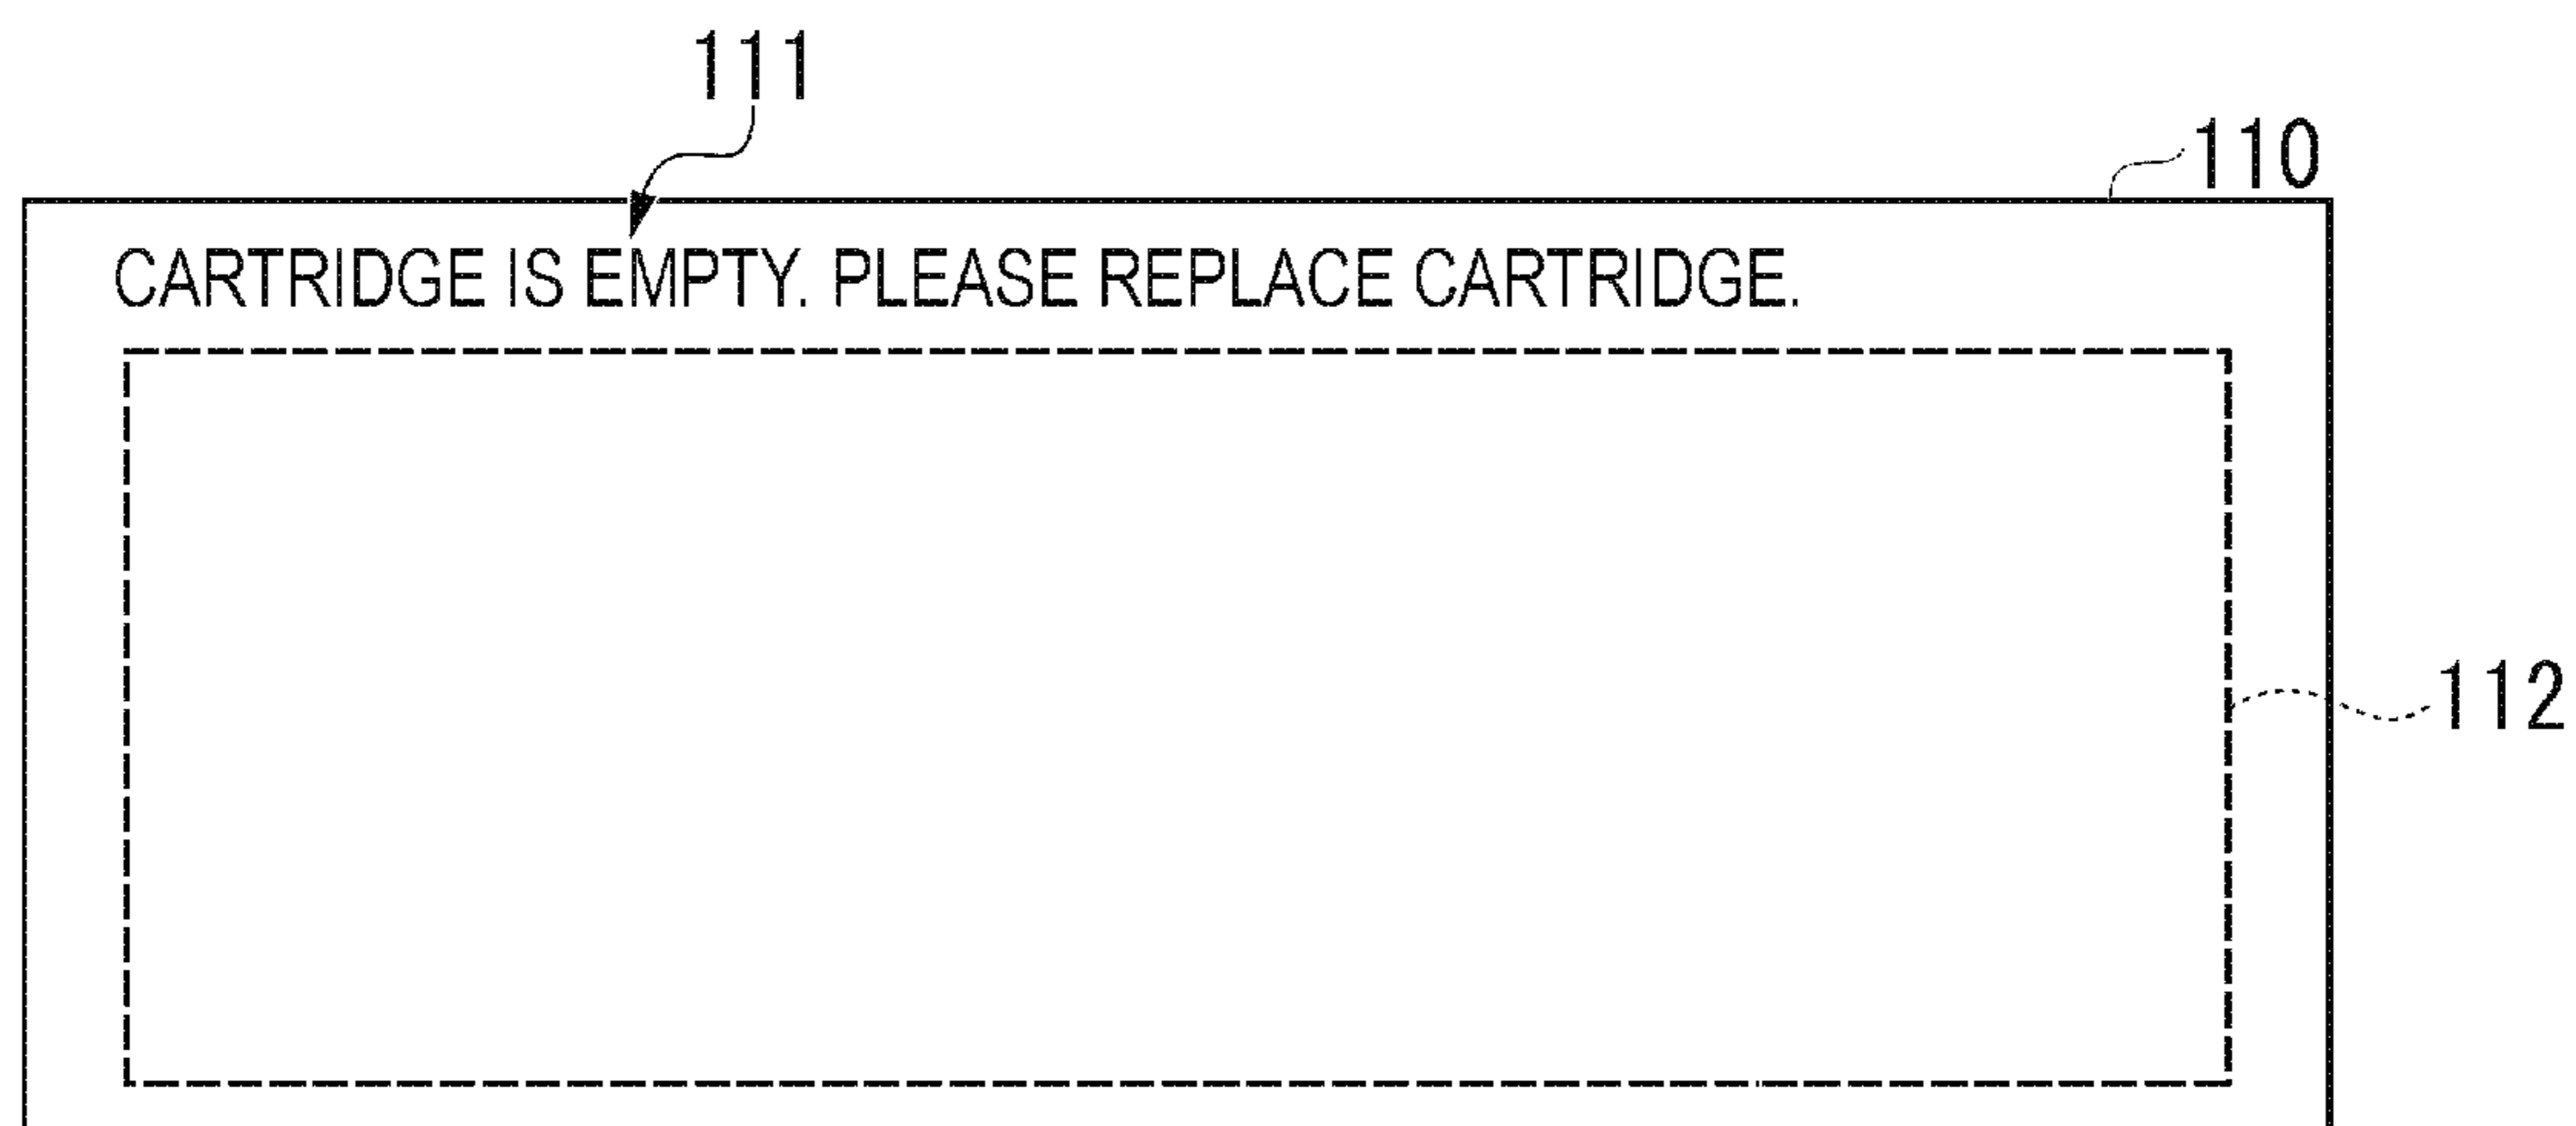 111
110
CARTRIDGE IS EMPTY. PLEASE REPLACE CARTRIDGE.
112